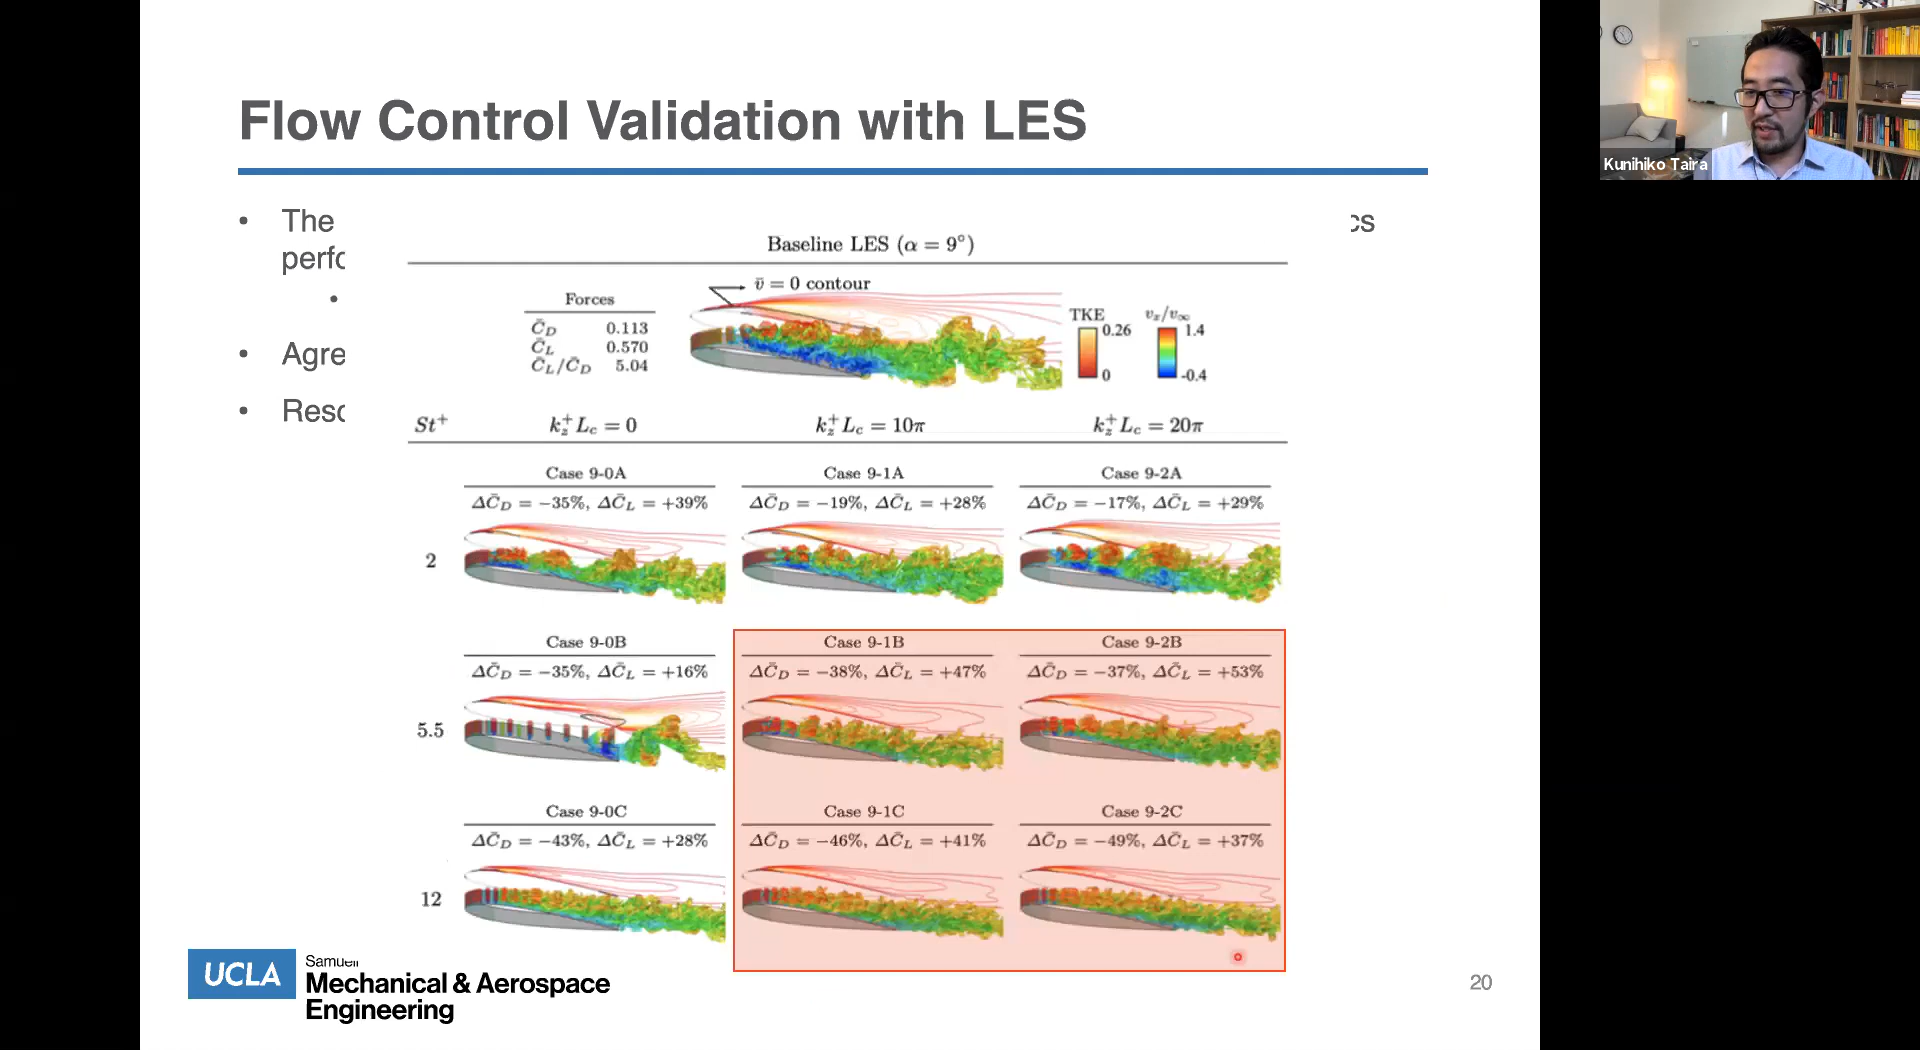 Flow Control Validation with LES
• The
cs
perfo
•
• Agre
• Reso
Baseline LES (α = 9°)
v̄ = 0 contour
Forces
C̄_D 0.113
C̄_L 0.570
C̄_L/C̄_D 5.04
TKE
0.26
0
v_x/v_∞
1.4
-0.4
St⁺ k_z⁺L_c = 0 k_z⁺L_c = 10π k_z⁺L_c = 20π
Case 9-0A Case 9-1A Case 9-2A
ΔC̄_D = −35%, ΔC̄_L = +39% ΔC̄_D = −19%, ΔC̄_L = +28% ΔC̄_D = −17%, ΔC̄_L = +29%
2
Case 9-0B Case 9-1B Case 9-2B
ΔC̄_D = −35%, ΔC̄_L = +16% ΔC̄_D = −38%, ΔC̄_L = +47% ΔC̄_D = −37%, ΔC̄_L = +53%
5.5
Case 9-0C Case 9-1C Case 9-2C
ΔC̄_D = −43%, ΔC̄_L = +28% ΔC̄_D = −46%, ΔC̄_L = +41% ΔC̄_D = −49%, ΔC̄_L = +37%
12
UCLA
Samueli
Mechanical & Aerospace
Engineering
20
Kunihiko Taira